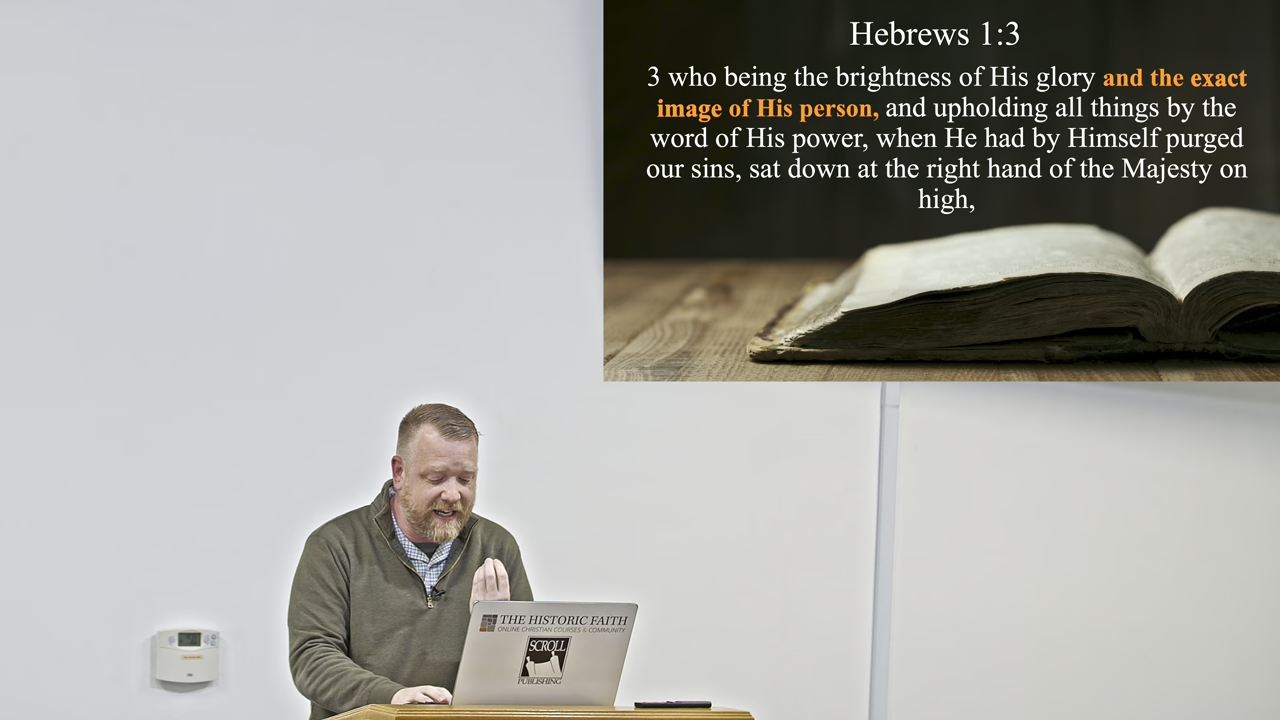 Hebrews 1:3
3 who being the brightness of His glory and the exact
image of His person, and upholding all things by the
word of His power, when He had by Himself purged
our sins, sat down at the right hand of the Majesty on
high,
THE HISTORIC FAITH
ONLINE CHRISTIAN COURSES & COMMUNITY
SCROLL
PUBLISHING